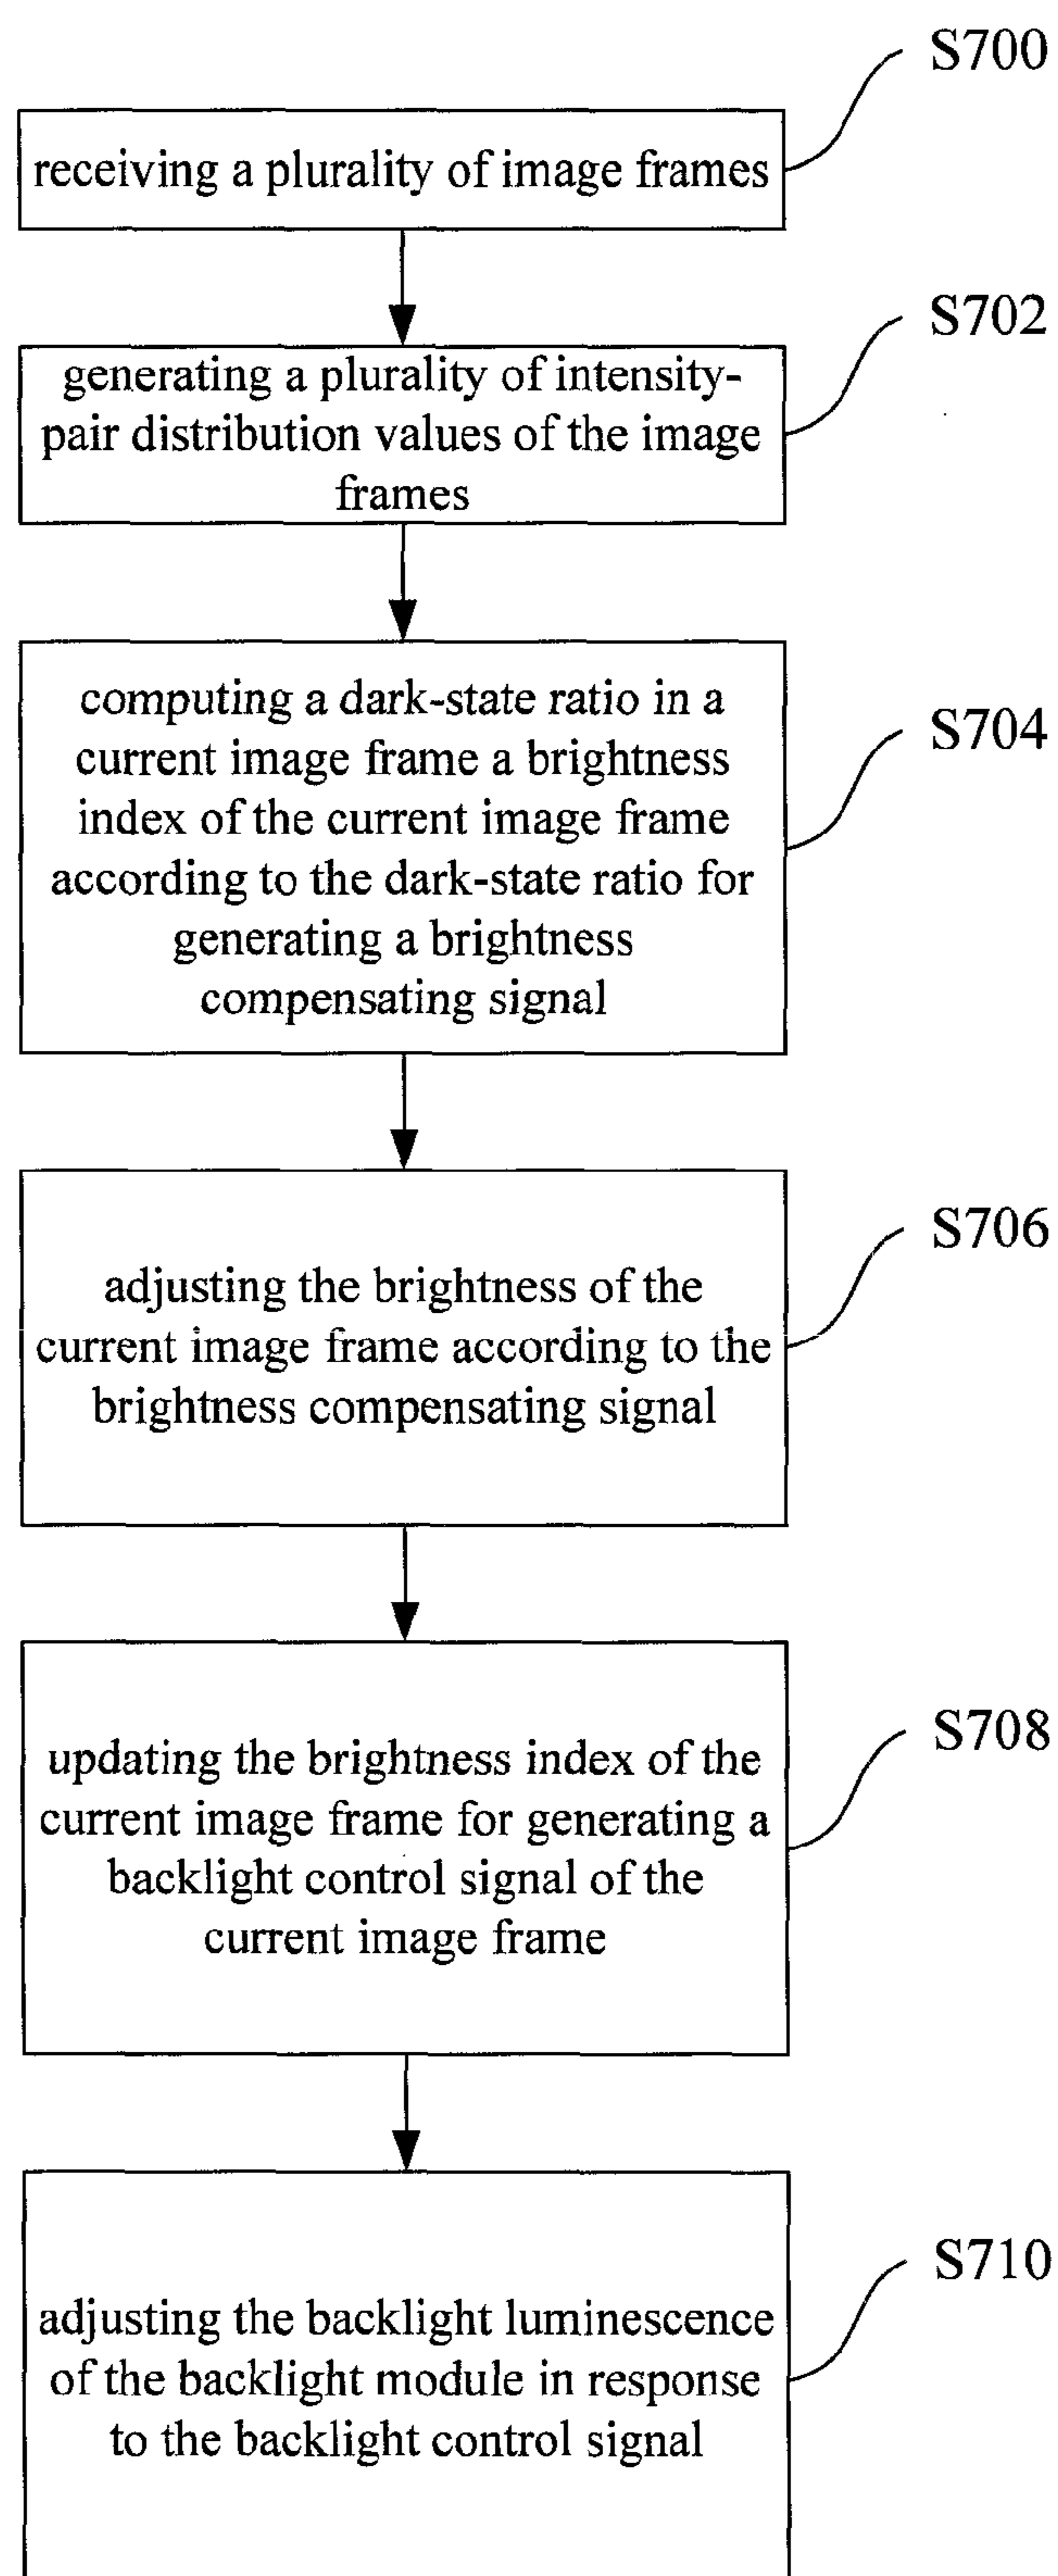 S700
receiving a plurality of image frames
S702
generating a plurality of intensity-
pair distribution values of the image
frames
S704
computing a dark-state ratio in a
current image frame a brightness
index of the current image frame
according to the dark-state ratio for
generating a brightness
compensating signal
S706
adjusting the brightness of the
current image frame according to the
brightness compensating signal
S708
updating the brightness index of the
current image frame for generating a
backlight control signal of the
current image frame
S710
adjusting the backlight luminescence
of the backlight module in response
to the backlight control signal